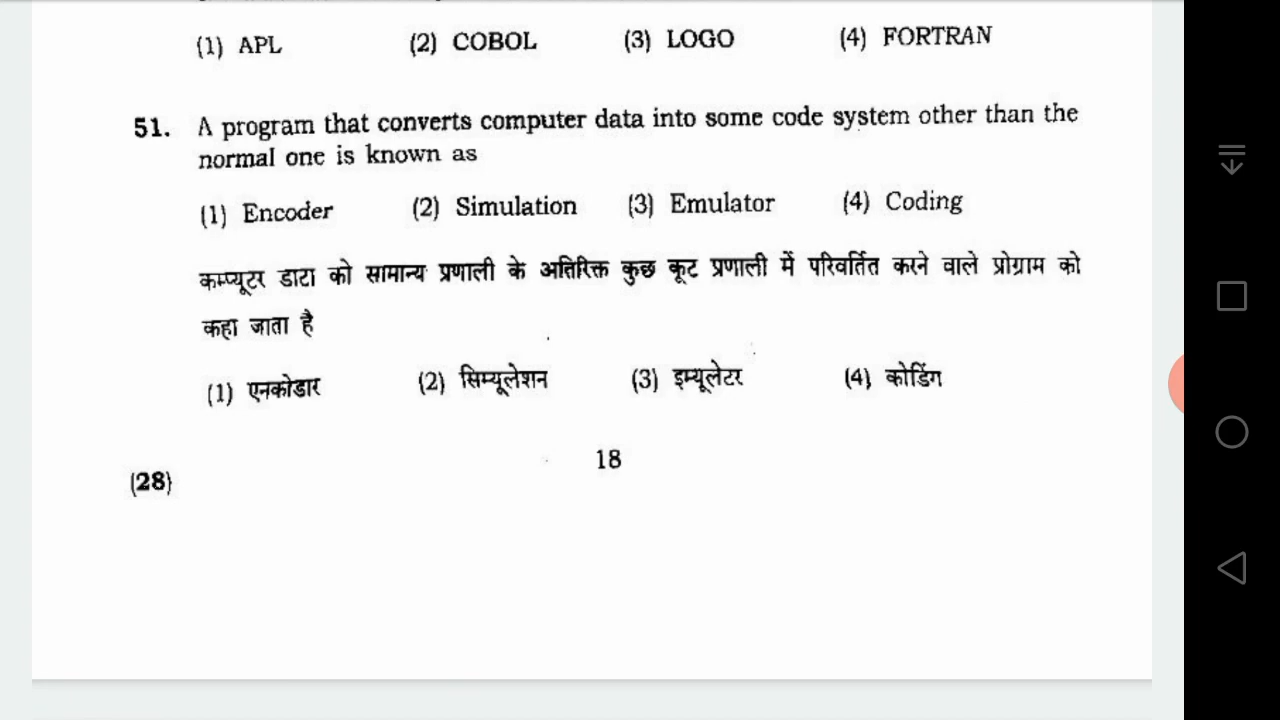 (1) APL (2) COBOL (3) LOGO (4) FORTRAN
51. A program that converts computer data into some code system other than the
normal one is known as
(1) Encoder (2) Simulation (3) Emulator (4) Coding
कम्प्यूटर डाटा को सामान्य प्रणाली के अतिरिक्त कुछ कूट प्रणाली में परिवर्तित करने वाले प्रोग्राम को
कहा जाता है
(1) एनकोडार (2) सिम्यूलेशन (3) इम्यूलेटर (4) कोडिंग
18
(28)